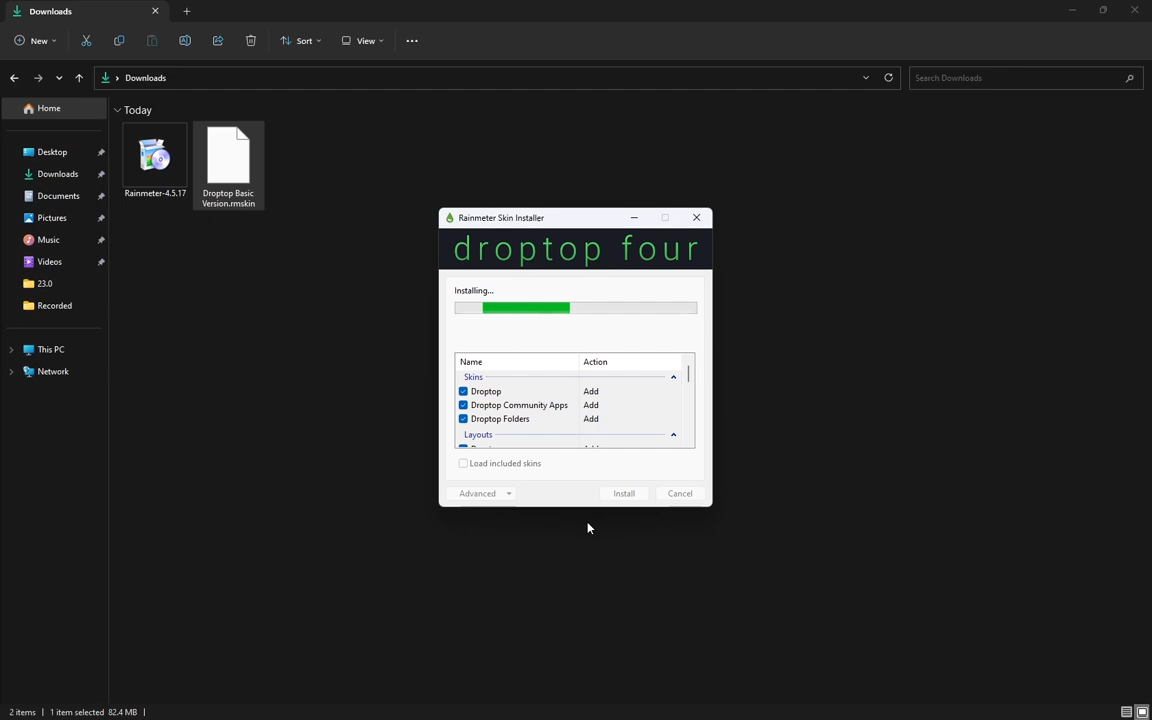 Downloads
New
Sort
View
Downloads
Search Downloads
Home
Desktop
Downloads
Documents
Pictures
Music
Videos
23.0
Recorded
This PC
Network
Today
Rainmeter-4.5.17
Droptop Basic
Version.rmskin
Rainmeter Skin Installer
droptop four
Installing...
Name Action
Skins
Droptop Add
Droptop Community Apps Add
Droptop Folders Add
Layouts
Load included skins
Advanced Install Cancel
2 items 1 item selected 82.4 MB